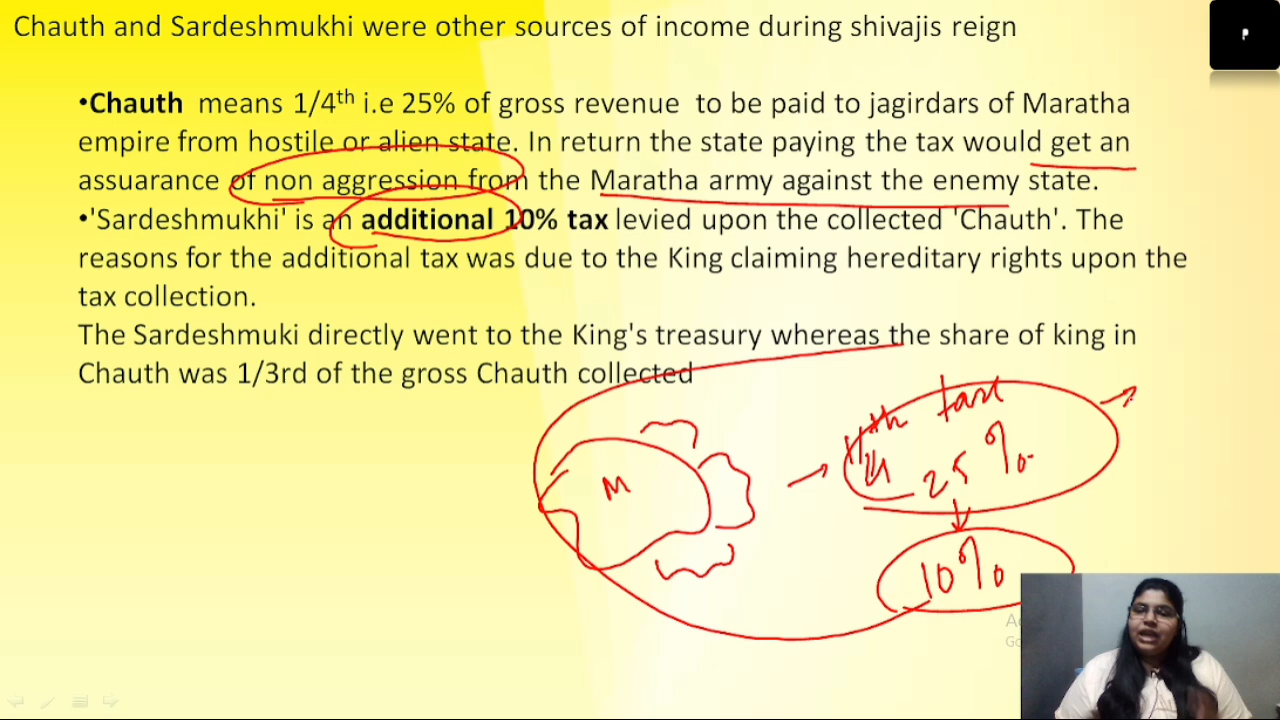 Chauth and Sardeshmukhi were other sources of income during shivajis reign
•Chauth means 1/4th i.e 25% of gross revenue to be paid to jagirdars of Maratha
empire from hostile or alien state. In return the state paying the tax would get an
assuarance of non aggression from the Maratha army against the enemy state.
•'Sardeshmukhi' is an additional 10% tax levied upon the collected 'Chauth'. The
reasons for the additional tax was due to the King claiming hereditary rights upon the
tax collection.
The Sardeshmuki directly went to the King's treasury whereas the share of king in
Chauth was 1/3rd of the gross Chauth collected
M
25%
10%